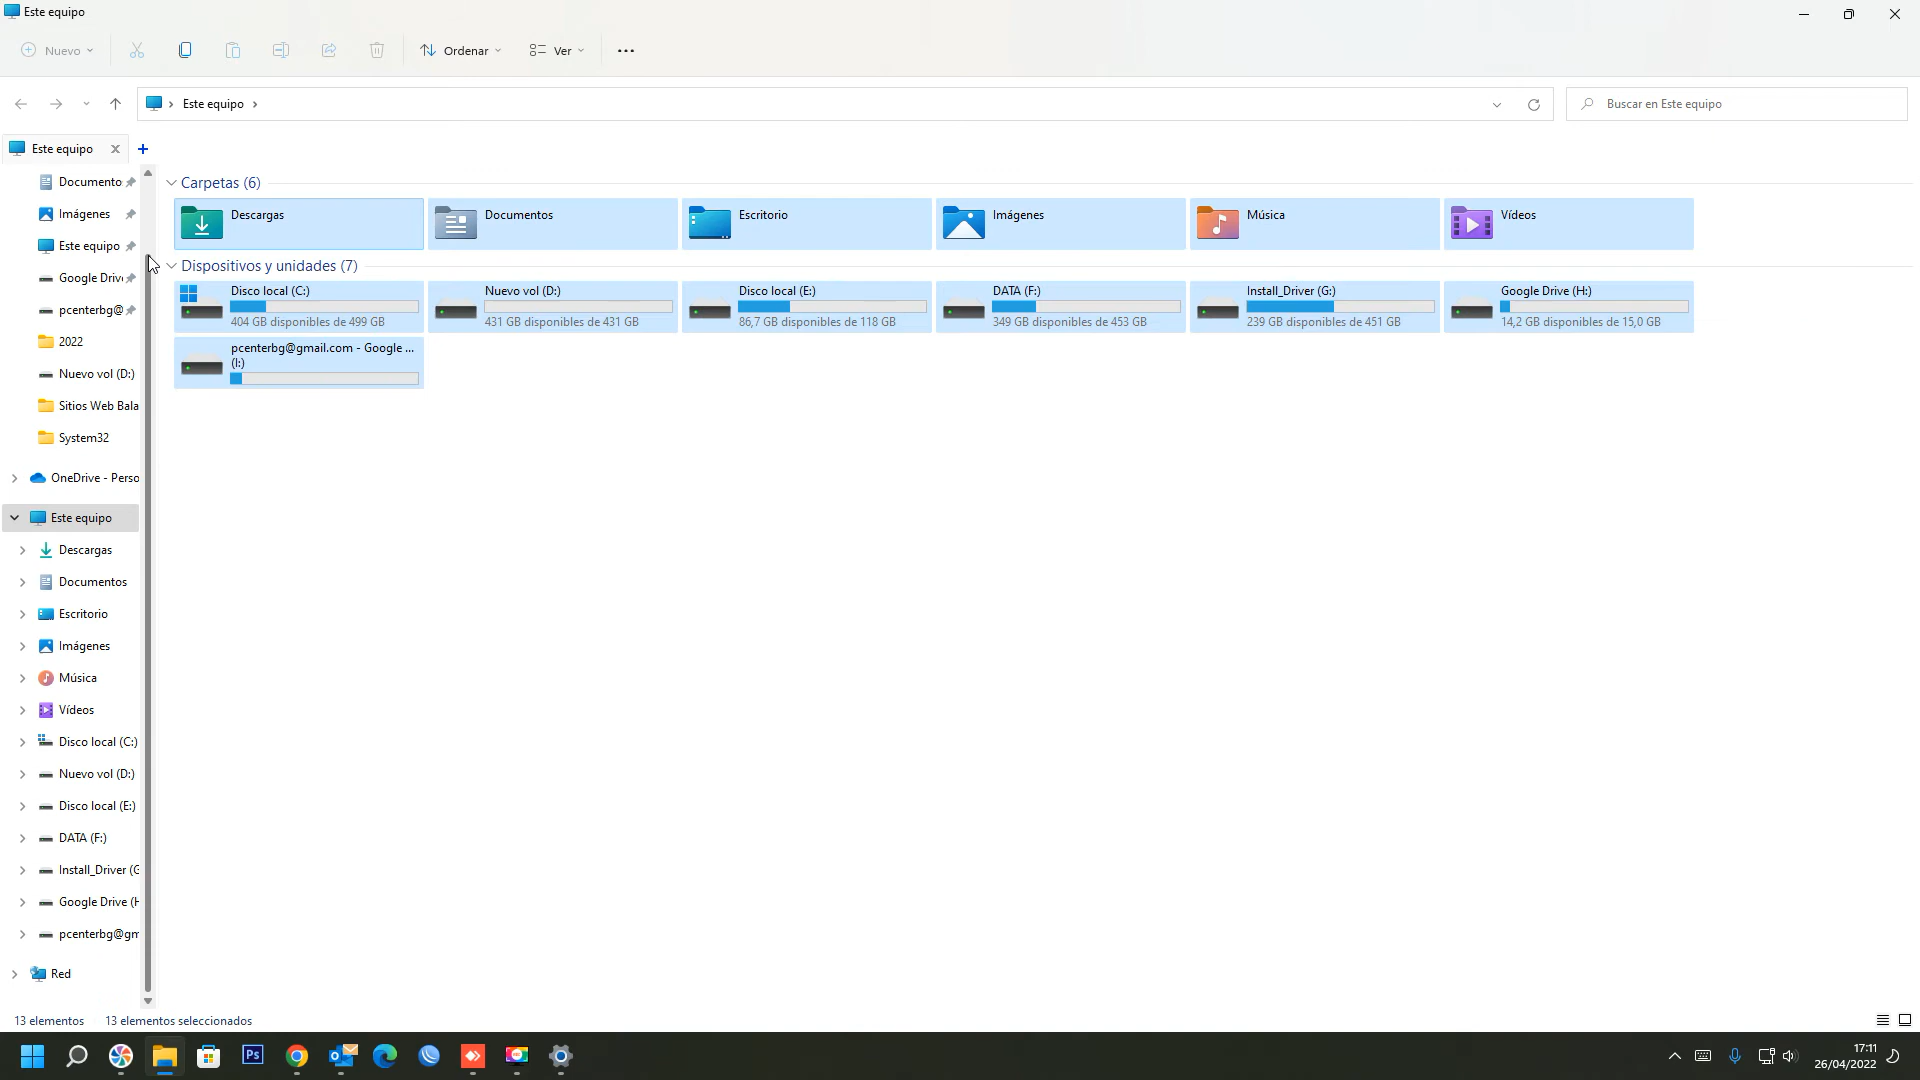 Este equipo
Nuevo
Ordenar
Ver
Este equipo
Buscar en Este equipo
Este equipo
Documento
Imágenes
Este equipo
Google Driv
pcenterbg@
2022
Nuevo vol (D:)
Sitios Web Bala
System32
OneDrive - Perso
Este equipo
Descargas
Documentos
Escritorio
Imágenes
Música
Vídeos
Disco local (C:)
Nuevo vol (D:)
Disco local (E:)
DATA (F:)
Install_Driver (G
Google Drive (H
pcenterbg@gm
Red
Carpetas (6)
Descargas
Documentos
Escritorio
Imágenes
Música
Vídeos
Dispositivos y unidades (7)
Disco local (C:)
404 GB disponibles de 499 GB
Nuevo vol (D:)
431 GB disponibles de 431 GB
Disco local (E:)
86,7 GB disponibles de 118 GB
DATA (F:)
349 GB disponibles de 453 GB
Install_Driver (G:)
239 GB disponibles de 451 GB
Google Drive (H:)
14,2 GB disponibles de 15,0 GB
pcenterbg@gmail.com - Google ...
(I:)
13 elementos 13 elementos seleccionados
Ps
17:11
26/04/2022